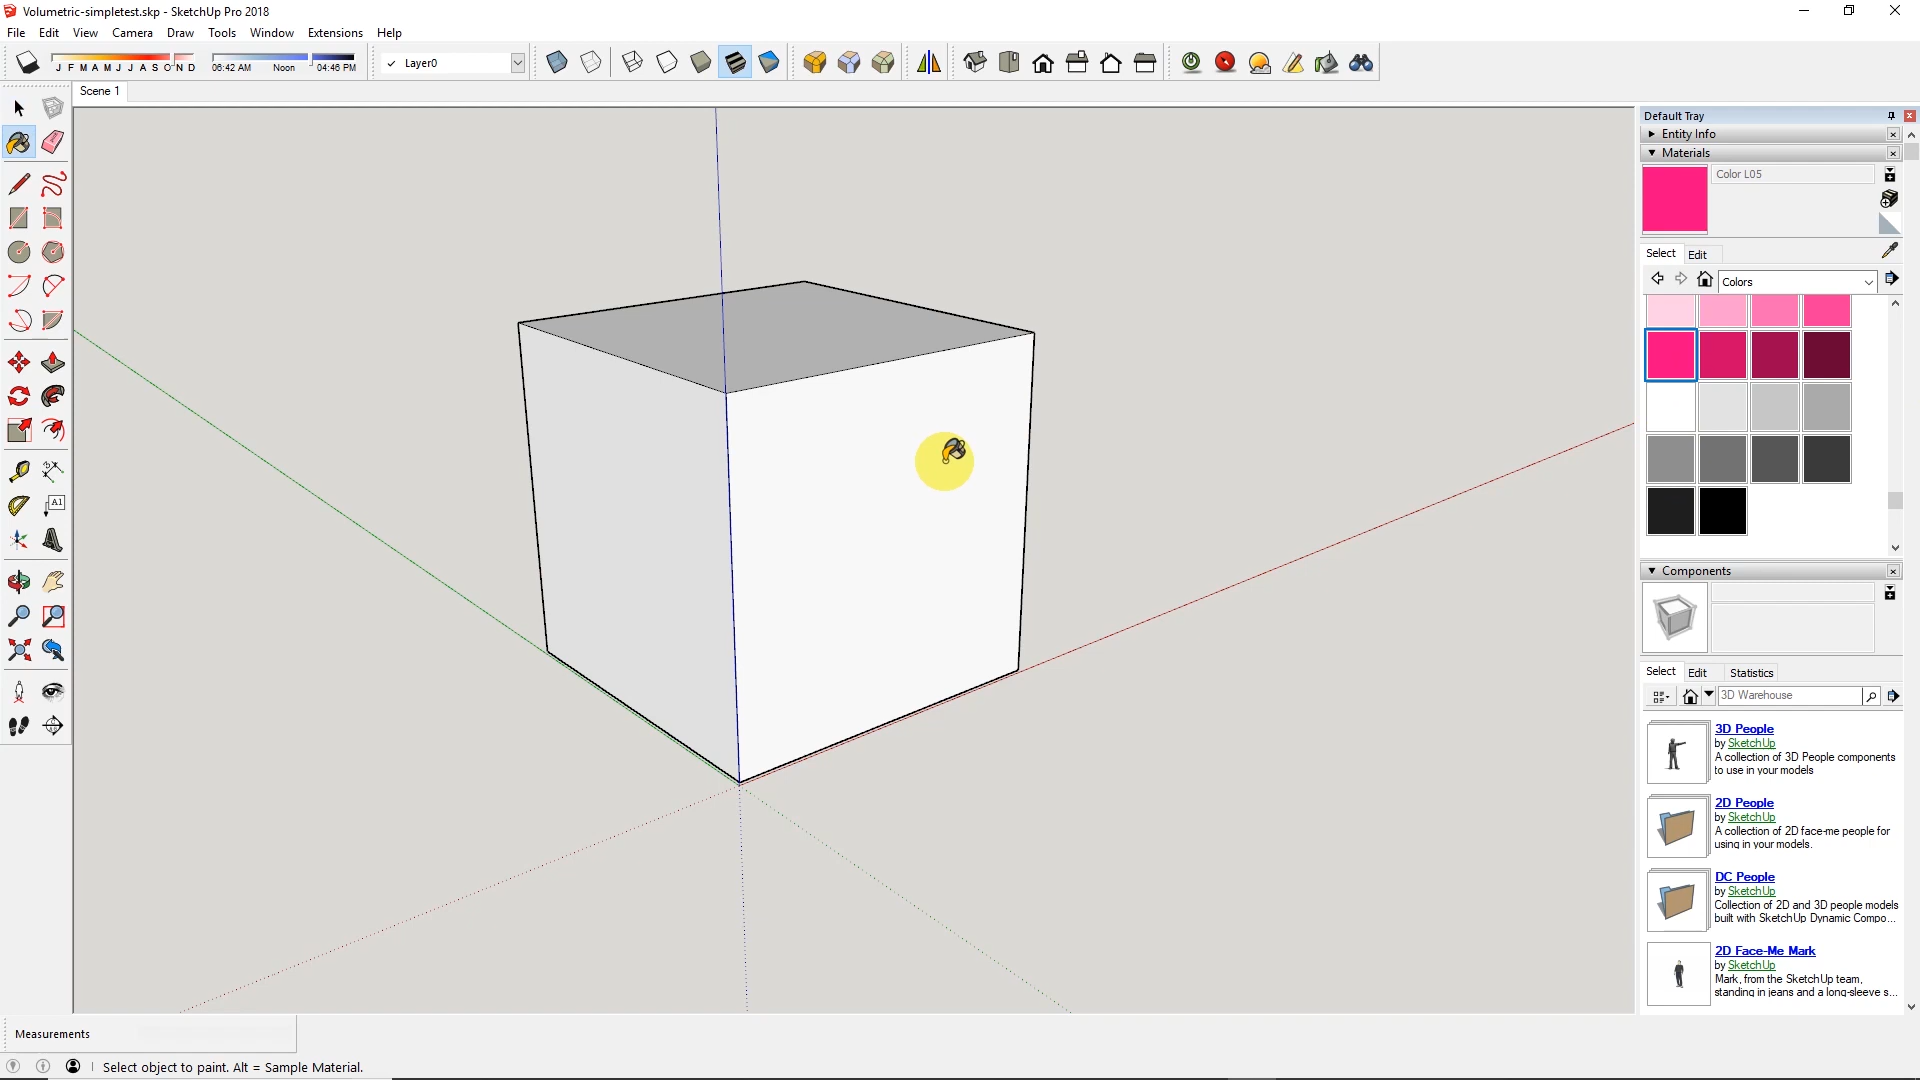 Volumetric-simpletest.skp - SketchUp Pro 2018
File Edit View Camera Draw Tools Window Extensions Help
J F M A M J J A S O N D 06:42 AM Noon 04:46 PM Layer0
Scene 1
Default Tray
Entity Info
Materials
Color L05
Select Edit
Colors
A1
Components
Select Edit Statistics
3D Warehouse
3D People
by SketchUp
A collection of 3D People components
to use in your models
2D People
by SketchUp
A collection of 2D face-me people for
using in your models.
DC People
by SketchUp
Collection of 2D and 3D people models
built with SketchUp Dynamic Compo...
2D Face-Me Mark
by SketchUp
Mark, from the SketchUp team,
standing in jeans and a long-sleeve s...
Measurements
Select object to paint. Alt = Sample Material.